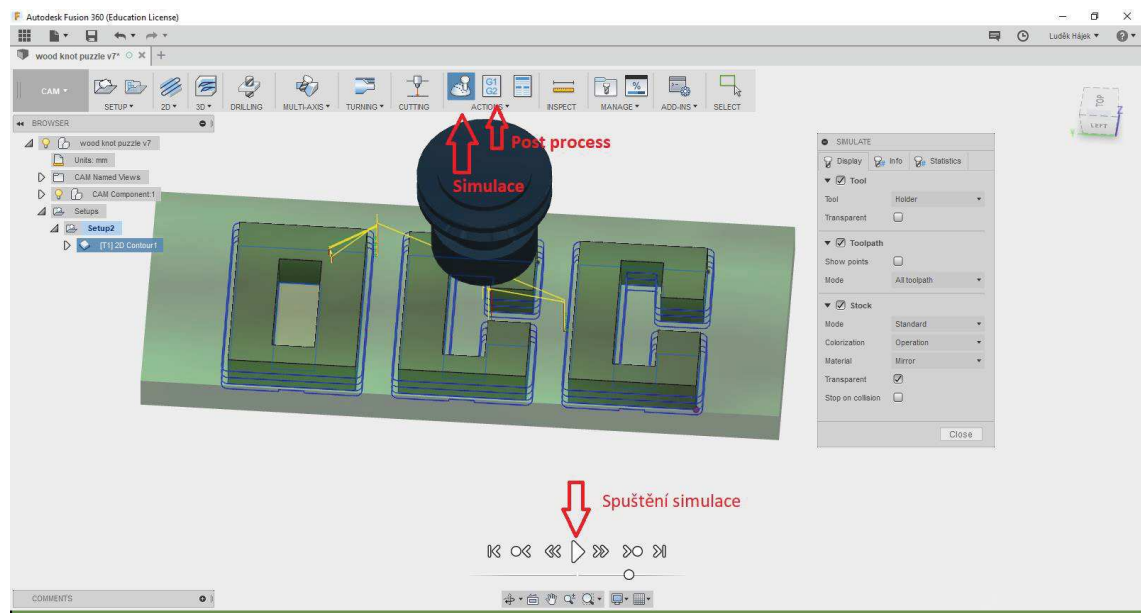 Autodesk Fusion 360 (Education License)
Luděk Hájek
wood knot puzzle v7*
CAM
SETUP
2D
3D
DRILLING
MULTI-AXIS
TURNING
CUTTING
G1
G2
ACTIONS
INSPECT
%
MANAGE
ADD-INS
SELECT
BROWSER
wood knot puzzle v7
Units: mm
CAM Named Views
CAM Component:1
Setups
Setup2
[T1] 2D Contour1
Post process
Simulace
TOP
LEFT
Z
SIMULATE
Display Info Statistics
Tool
Tool Holder
Transparent
Toolpath
Show points
Mode All toolpath
Stock
Mode Standard
Colorization Operation
Material Mirror
Transparent
Stop on collision
Close
Spuštění simulace
COMMENTS